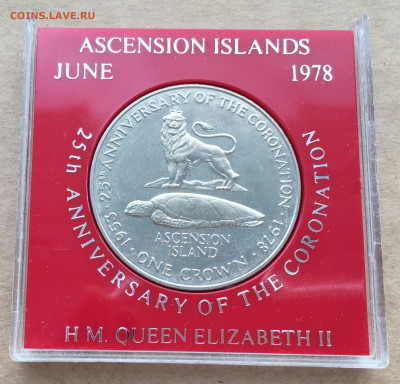 COINS.LAVE.RU
ASCENSION ISLANDS
JUNE 1978
25th ANNIVERSARY OF THE CORONATION
1953 · 25th ANNIVERSARY OF THE CORONATION · 1978
ASCENSION
ISLAND
· ONE CROWN ·
H M. QUEEN ELIZABETH II